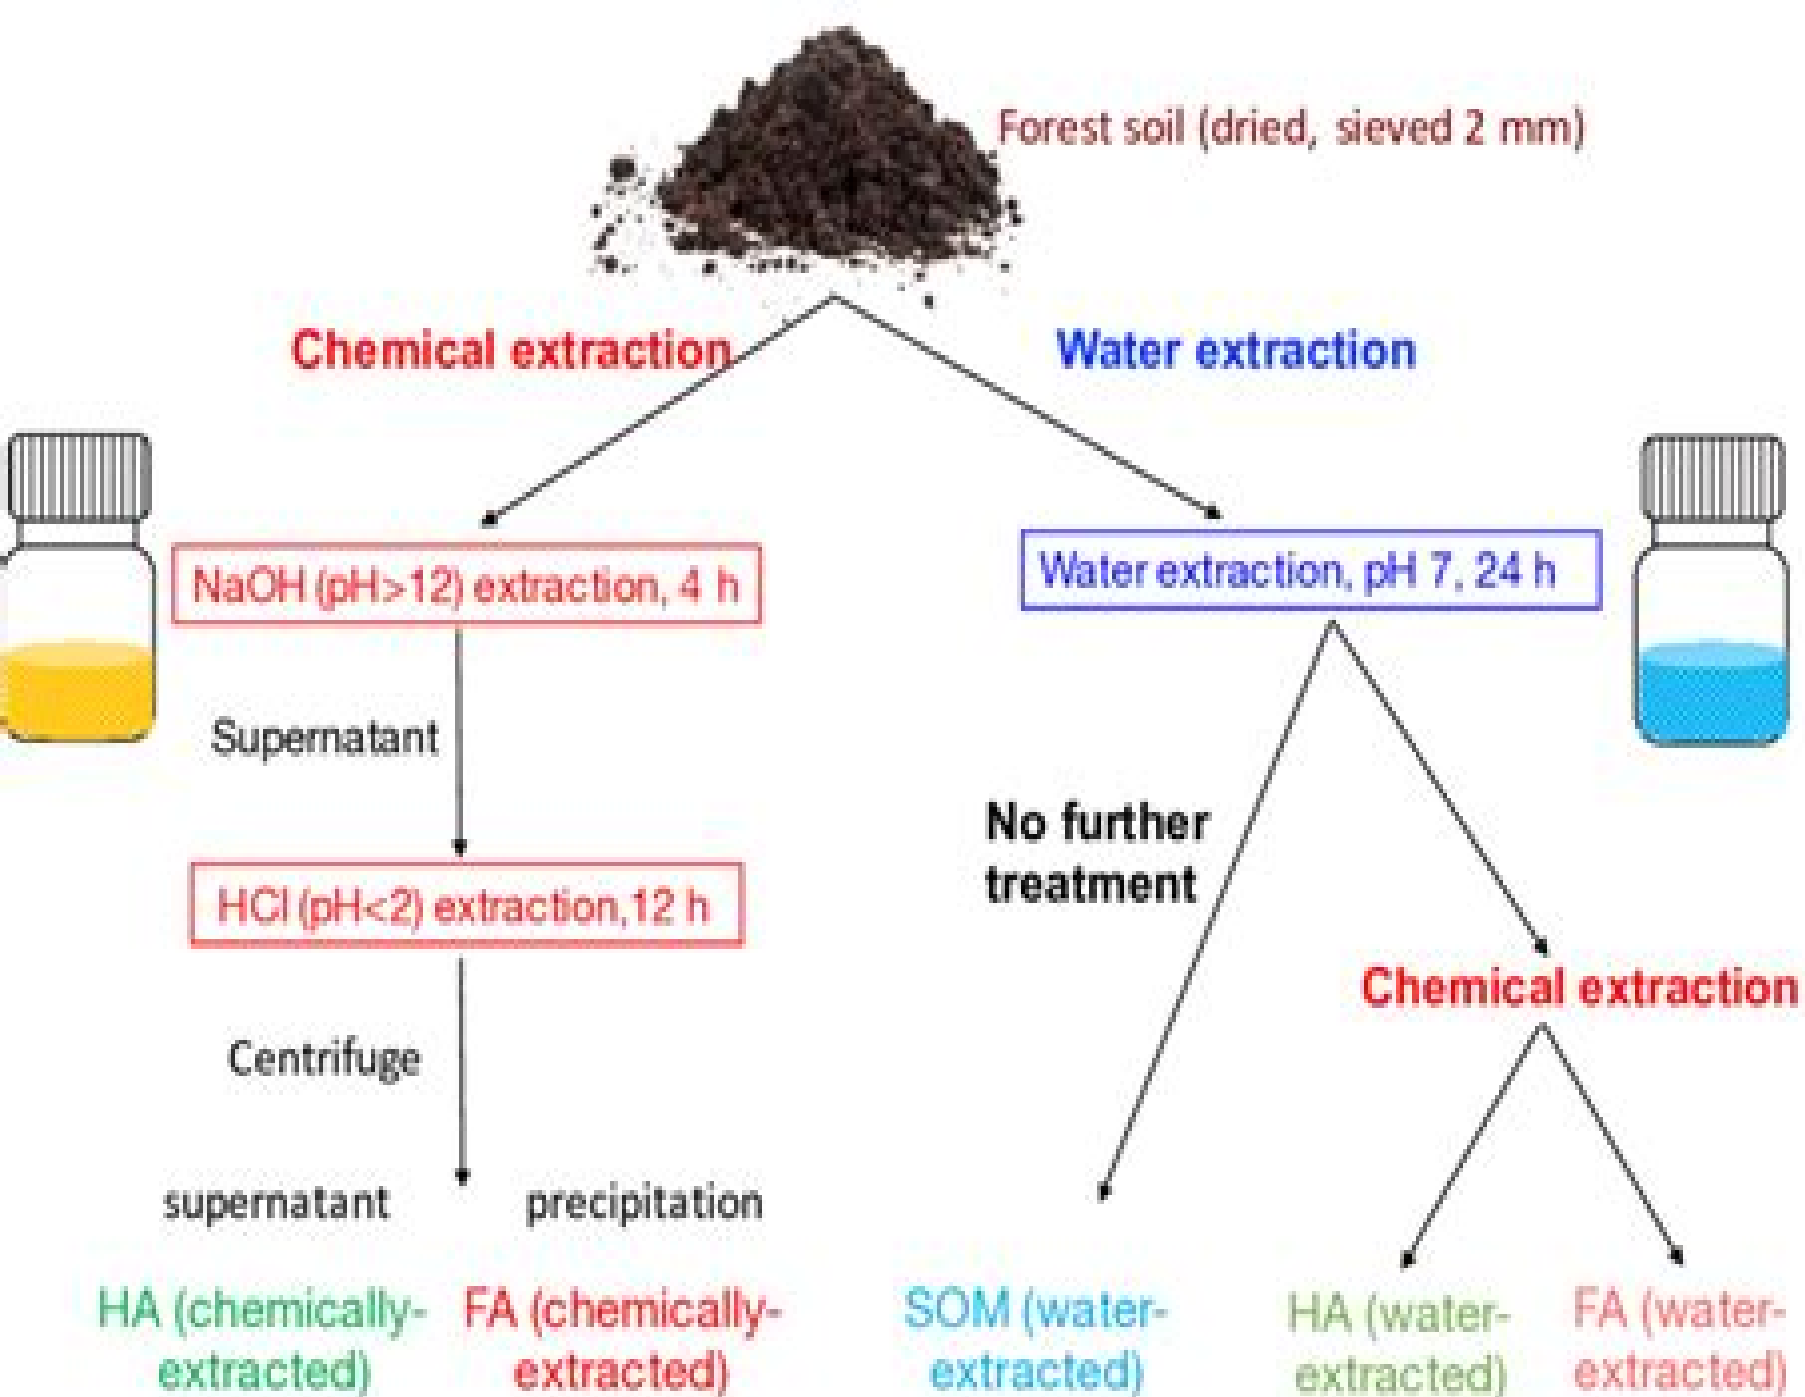 Forest soil (dried, sieved 2 mm)
Chemical extraction
Water extraction
NaOH (pH>12) extraction, 4 h
Water extraction, pH 7, 24 h
Supernatant
No further
treatment
HCl (pH<2) extraction,12 h
Chemical extraction
Centrifuge
supernatant
precipitation
HA (chemically-
extracted)
FA (chemically-
extracted)
SOM (water-
extracted)
HA (water-
extracted)
FA (water-
extracted)